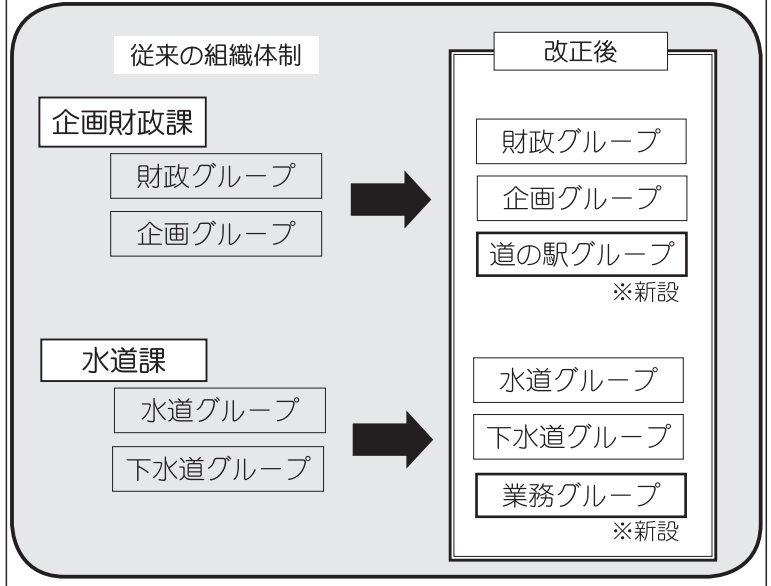 従来の組織体制
企画財政課
財政グループ
企画グループ
水道課
水道グループ
下水道グループ
改正後
財政グループ
企画グループ
道の駅グループ
※新設
水道グループ
下水道グループ
業務グループ
※新設